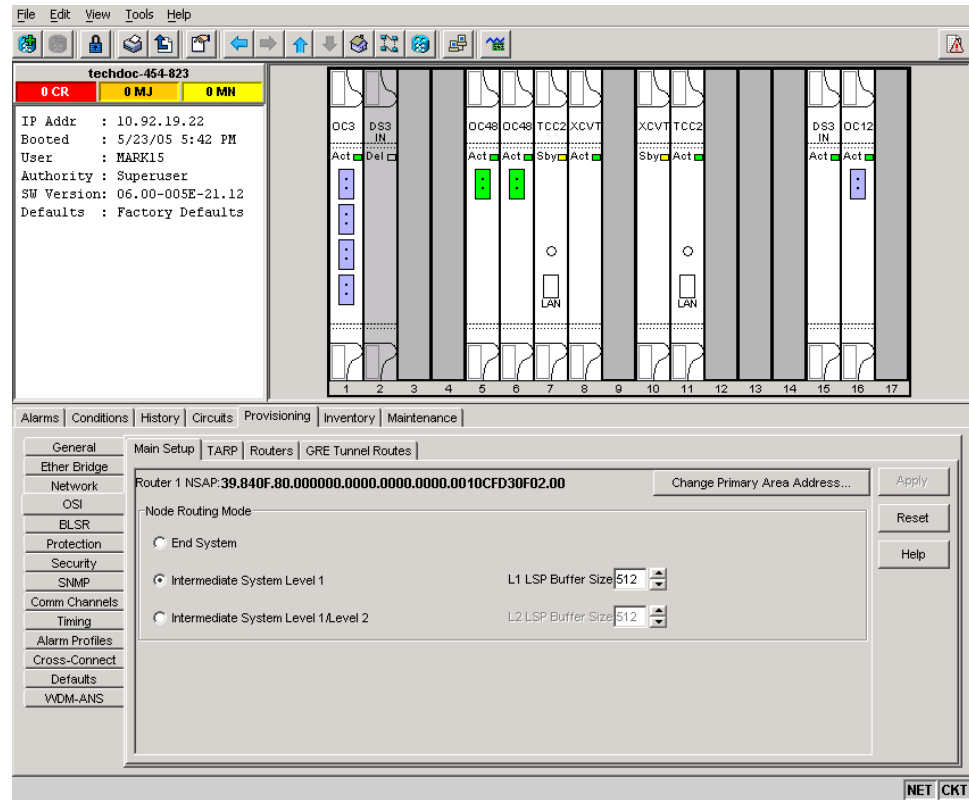 File Edit View Tools Help
techdoc-454-823
0 CR 0 MJ 0 MN
IP Addr : 10.92.19.22
Booted : 5/23/05 5:42 PM
User : MARK15
Authority : Superuser
SW Version: 06.00-005E-21.12
Defaults : Factory Defaults
OC3 DS3 IN OC48 OC48 TCC2 XCVT XCVT TCC2 DS3 IN OC12
Act Del Act Act Sby Act Sby Act Act Act
LAN LAN
1 2 3 4 5 6 7 8 9 10 11 12 13 14 15 16 17
Alarms Conditions History Circuits Provisioning Inventory Maintenance
General
Ether Bridge
Network
OSI
BLSR
Protection
Security
SNMP
Comm Channels
Timing
Alarm Profiles
Cross-Connect
Defaults
WDM-ANS
Main Setup TARP Routers GRE Tunnel Routes
Router 1 NSAP: 39.840F.80.000000.0000.0000.0000.0010CFD30F02.00 Change Primary Area Address...
Node Routing Mode
End System
Intermediate System Level 1 L1 LSP Buffer Size 512
Intermediate System Level 1/Level 2 L2 LSP Buffer Size 512
Apply
Reset
Help
NET CKT